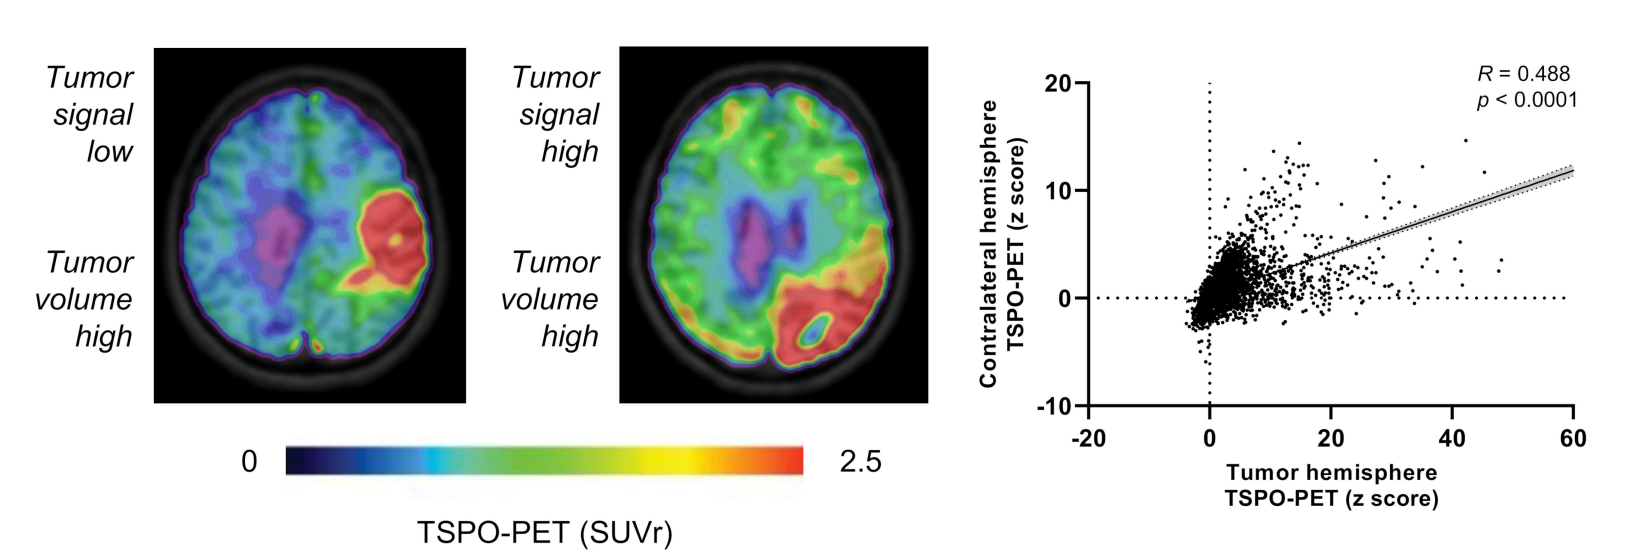 Tumor
signal
low
Tumor
volume
high
Tumor
signal
high
Tumor
volume
high
0
2.5
TSPO-PET (SUVr)
R = 0.488
p < 0.0001
Contralateral hemisphere
TSPO-PET (z score)
20
10
0
-10
-20
0
20
40
60
Tumor hemisphere
TSPO-PET (z score)